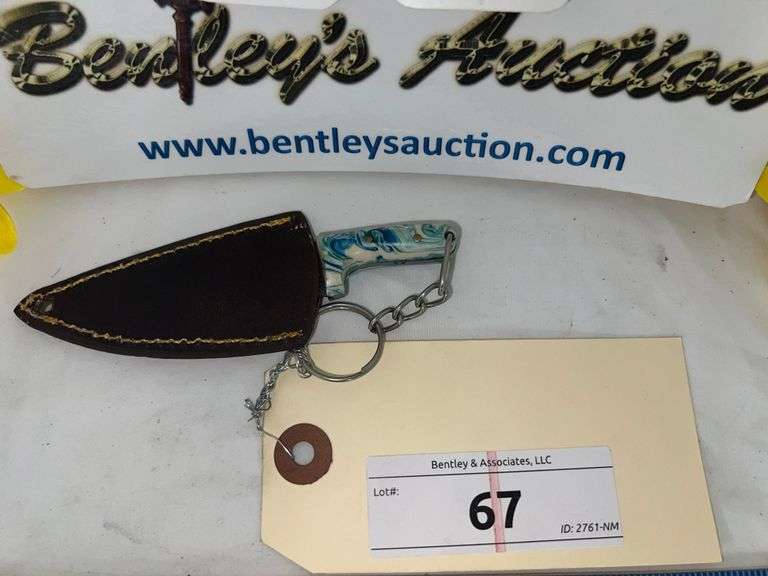 Bentley's Auction
www.bentleysauction.com
Bentley & Associates, LLC
Lot#:
67
ID: 2761-NM